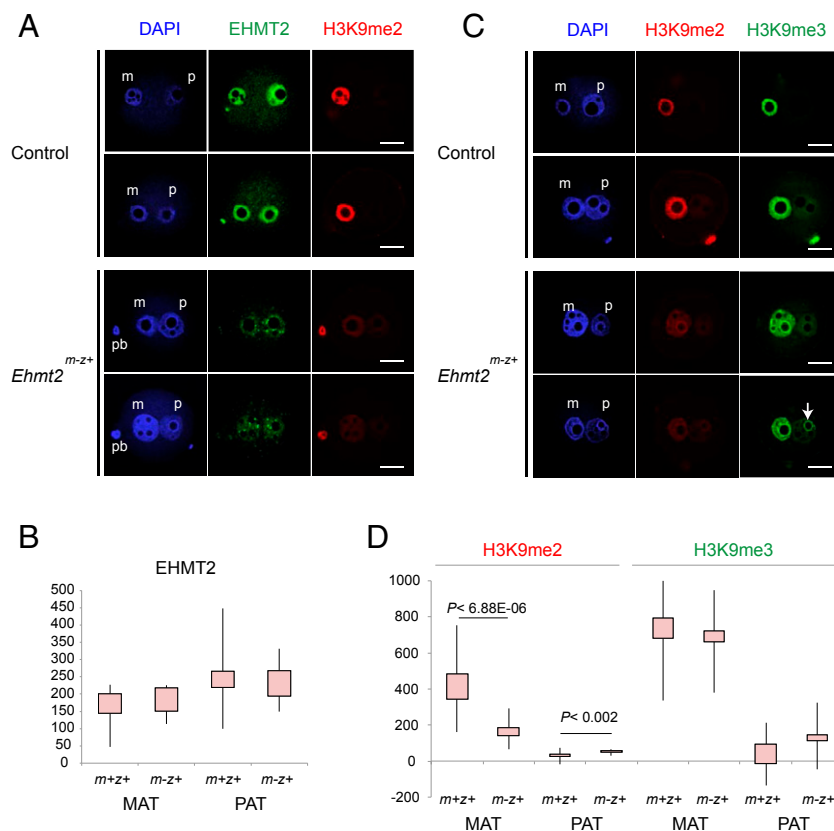 A
DAPI EHMT2 H3K9me2
m p
Control
m p
m p
pb
Ehmt2 m-z+
m p
pb
C
DAPI H3K9me2 H3K9me3
m p
Control
m p
m p
Ehmt2 m-z+
m p
B
EHMT2
500
450
400
350
300
250
200
150
100
50
0
m+z+ m-z+ m+z+ m-z+
MAT PAT
D
H3K9me2 H3K9me3
1000
800
600
400
200
0
-200
P< 6.88E-06
P< 0.002
m+z+ m-z+ m+z+ m-z+ m+z+ m-z+ m+z+ m-z+
MAT PAT MAT PAT